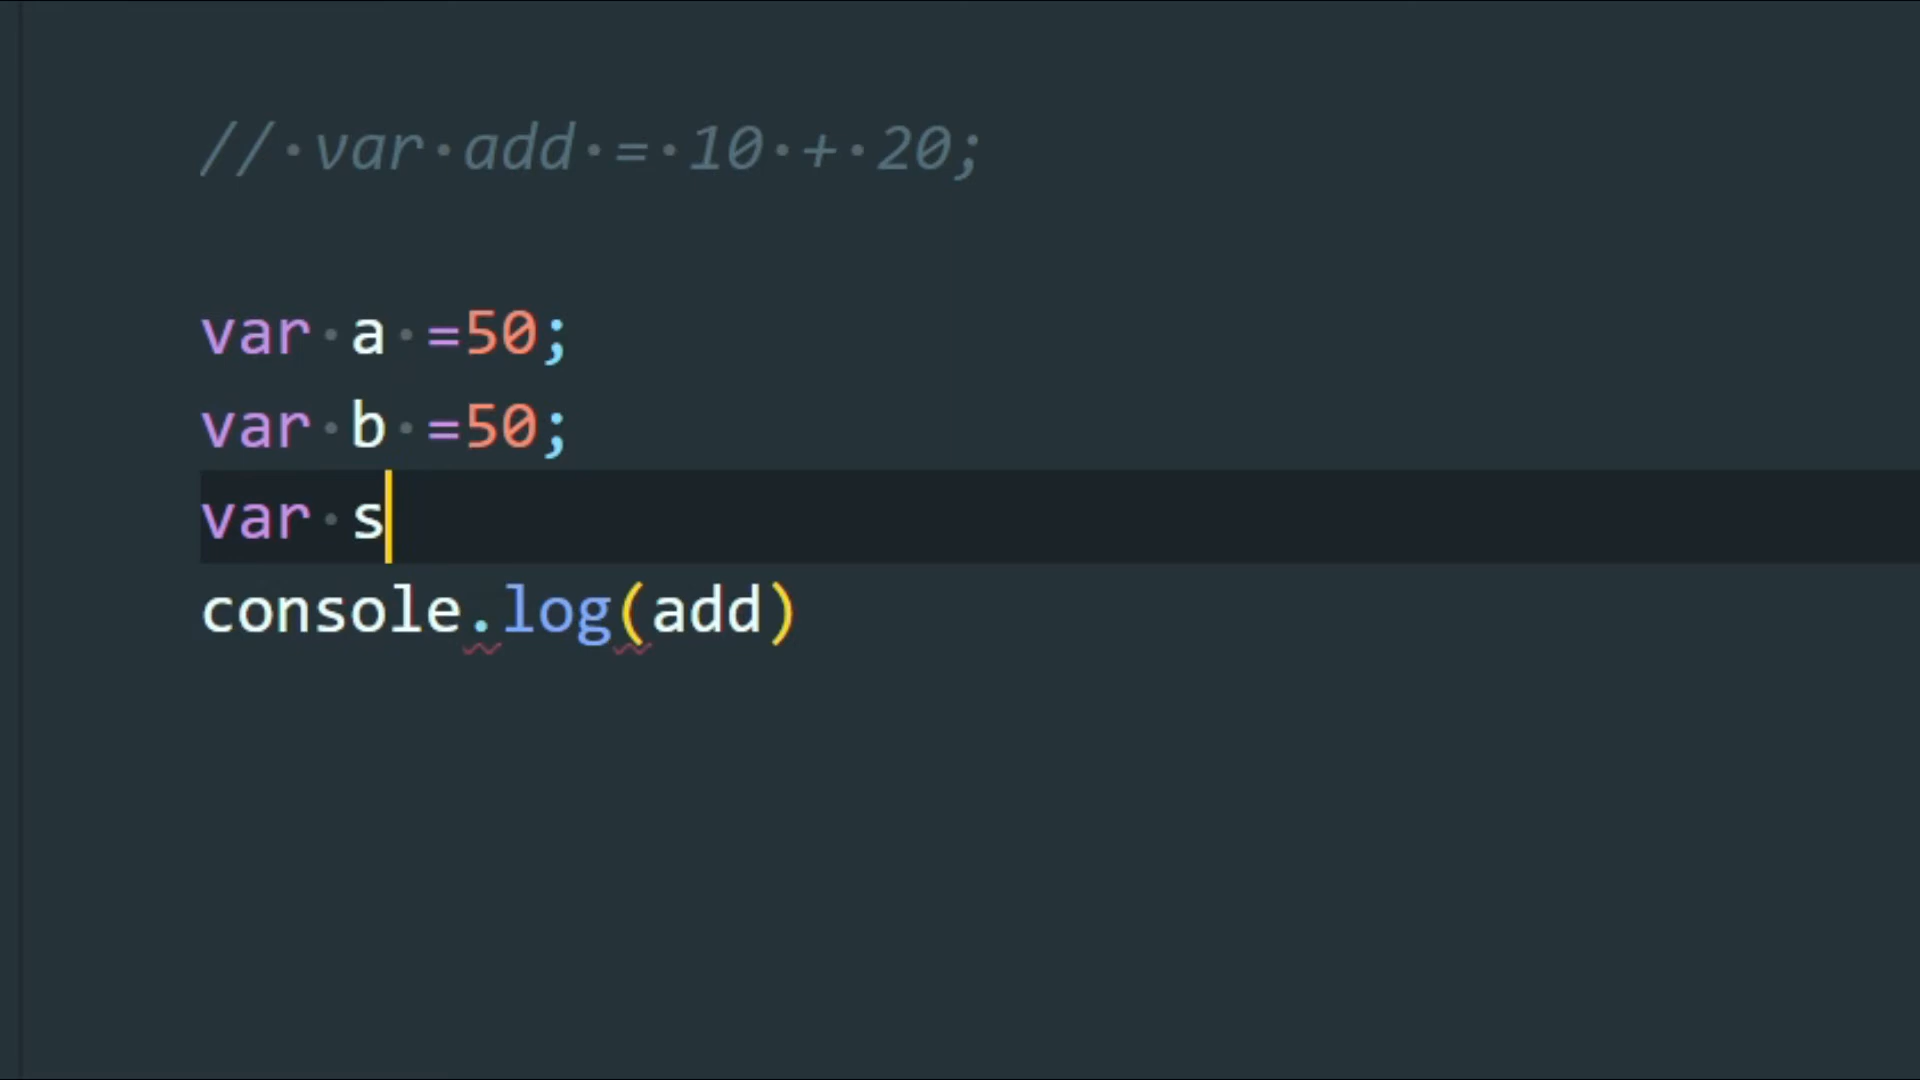 // var add = 10 + 20;
var a =50;
var b =50;
var s
console.log(add)